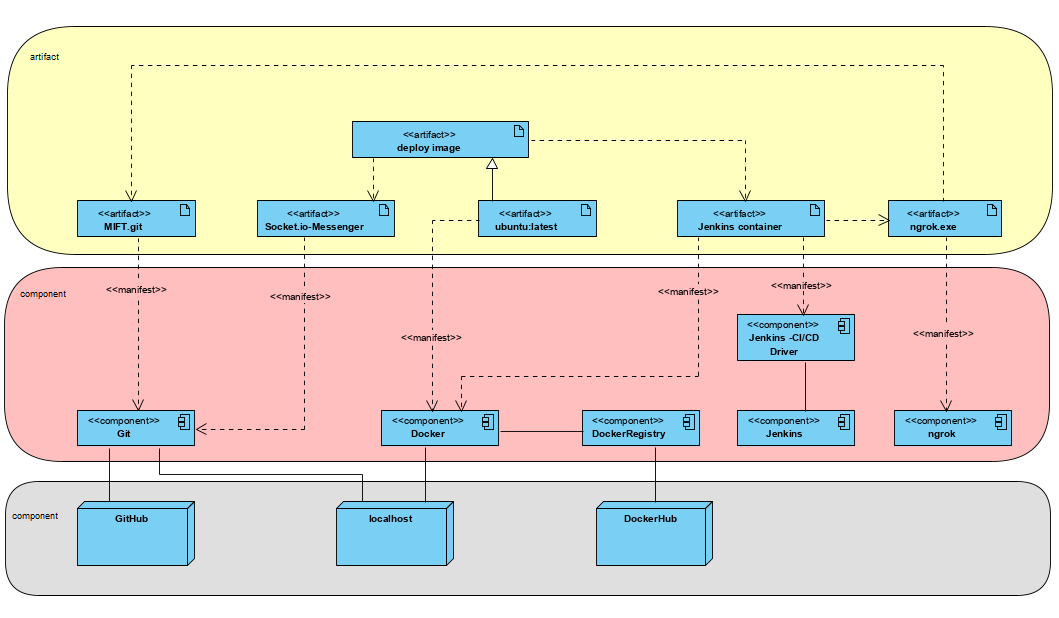 artifact
<<artifact>>
deploy image
<<artifact>>
MIFT.git
<<artifact>>
Socket.io-Messenger
<<artifact>>
ubuntu:latest
<<artifact>>
Jenkins container
<<artifact>>
ngrok.exe
component
<<manifest>>
<<manifest>>
<<manifest>>
<<manifest>>
<<manifest>>
<<manifest>>
<<component>>
Jenkins -CI/CD
Driver
<<component>>
Git
<<component>>
Docker
<<component>>
DockerRegistry
<<component>>
Jenkins
<<component>>
ngrok
component
GitHub
localhost
DockerHub